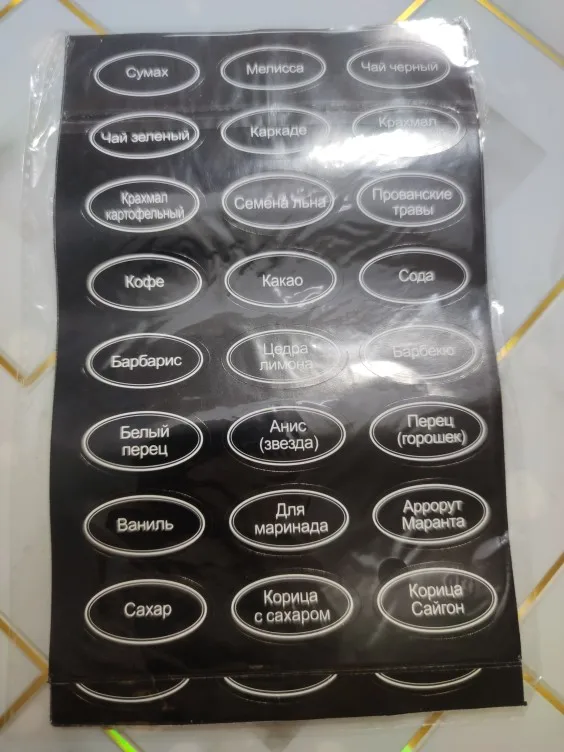 Сумах
Мелисса
Чай черный
Чай зеленый
Каркаде
Крахмал
Крахмал
картофельный
Семена льна
Прованские
травы
Кофе
Какао
Сода
Барбарис
Цедра
лимона
Барбекю
Белый
перец
Анис
(звезда)
Перец
(горошек)
Ваниль
Для
маринада
Аррорут
Маранта
Сахар
Корица
с сахаром
Корица
Сайгон